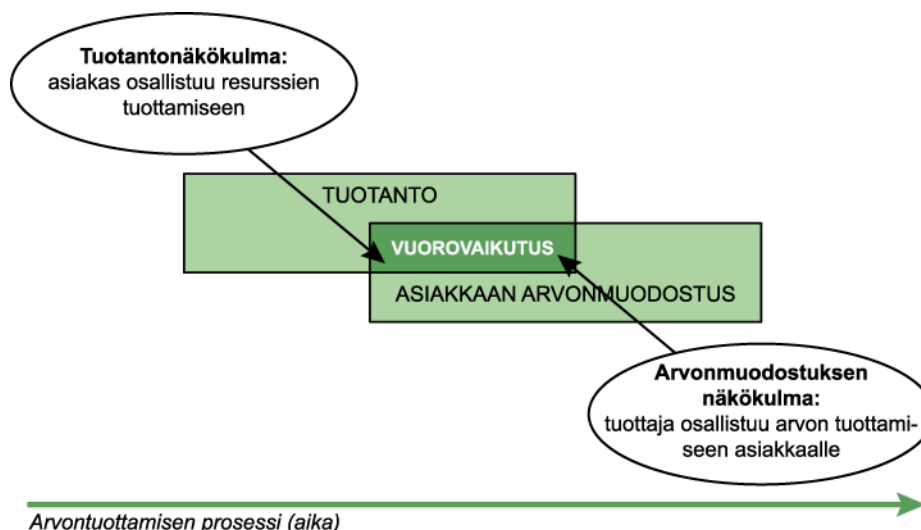 Tuotantonäkökulma:
asiakas osallistuu resurssien
tuottamiseen
TUOTANTO
VUOROVAIKUTUS
ASIAKKAAN ARVONMUODOSTUS
Arvonmuodostuksen
näkökulma:
tuottaja osallistuu arvon tuottami-
seen asiakkaalle
Arvontuottamisen prosessi (aika)